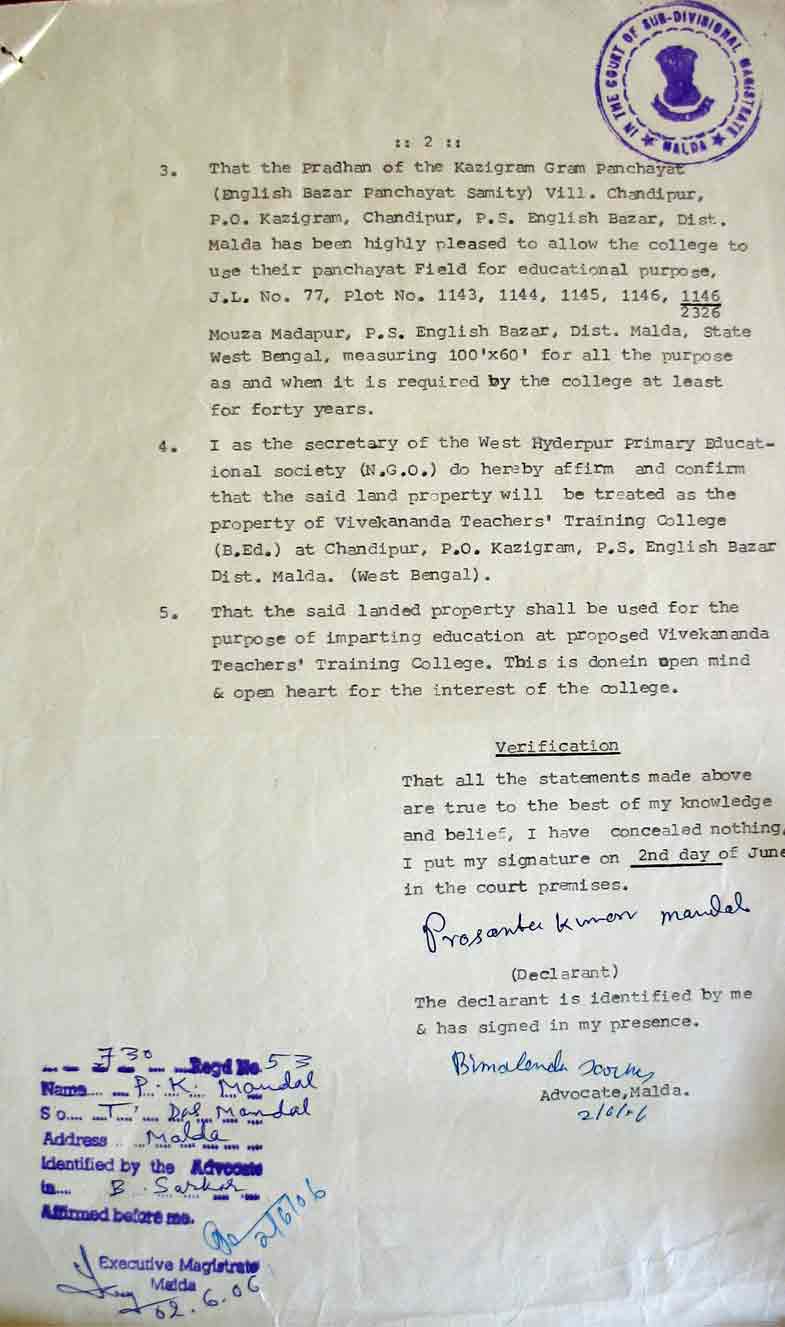 IN THE COURT OF SUB-DIVISIONAL MAGISTRATE
★ MALDA ★
:: 2 ::
3. That the Pradhan of the Kazigram Gram Panchayat
(English Bazar Panchayat Samity) Vill. Chandipur,
P.O. Kazigram, Chandipur, P.S. English Bazar, Dist.
Malda has been highly pleased to allow the college to
use their panchayat Field for educational purpose,
J.L. No. 77, Plot No. 1143, 1144, 1145, 1146, 1146
2326
Mouza Madapur, P.S. English Bazar, Dist. Malda, State
West Bengal, measuring 100'x60' for all the purpose
as and when it is required by the college at least
for forty years.
4. I as the secretary of the West Hyderpur Primary Educat-
ional society (N.G.O.) do hereby affirm and confirm
that the said land property will be treated as the
property of Vivekananda Teachers' Training College
(B.Ed.) at Chandipur, P.O. Kazigram, P.S. English Bazar
Dist. Malda. (West Bengal).
5. That the said landed property shall be used for the
purpose of imparting education at proposed Vivekananda
Teachers' Training College. This is donein open mind
& open heart for the interest of the college.
Verification
That all the statements made above
are true to the best of my knowledge
and belief, I have concealed nothing,
I put my signature on 2nd day of June
in the court premises.
Prosanta Kumar Mandal
(Declarant)
The declarant is identified by me
& has signed in my presence.
Bimalendu
Advocate,Malda.
2/6/06
730 Regd No. 53
Name.... P. K. Mandal
S o.... Mandal
Address .. Malda
Identified by the Advocate
B. Sarkar
Affirmed before me.
2/6/06
Executive Magistrate
Malda
02.6.06